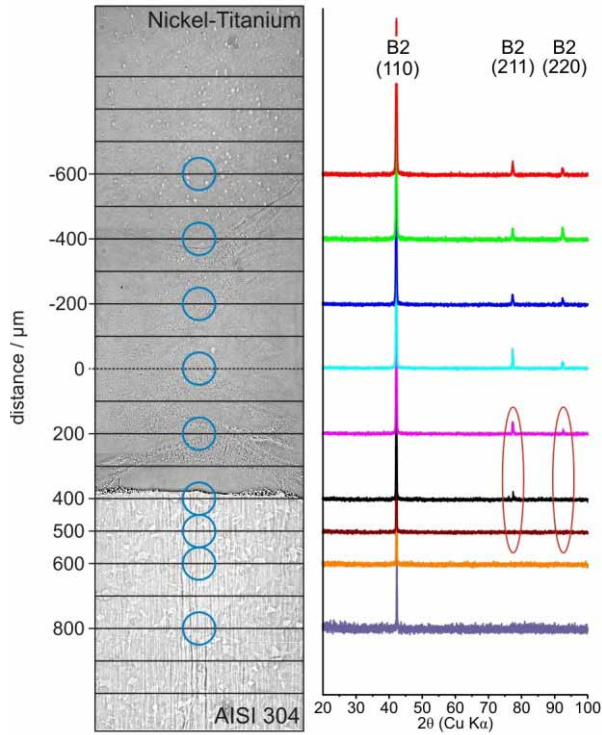 Nickel-Titanium
-600
-400
-200
0
200
400
500
600
800
distance / µm
AISI 304
B2
(110)
B2
(211)
B2
(220)
20 30 40 50 60 70 80 90 100
2θ (Cu Kα)